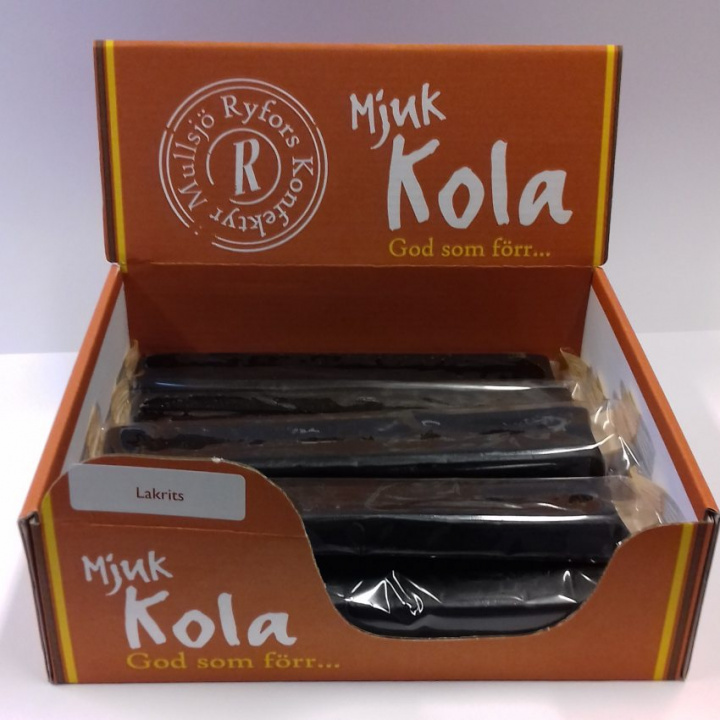 Mullsjö Ryfors Konfektyr
R
Mjuk
Kola
God som förr...
Lakrits
Mjuk
Kola
God som förr...